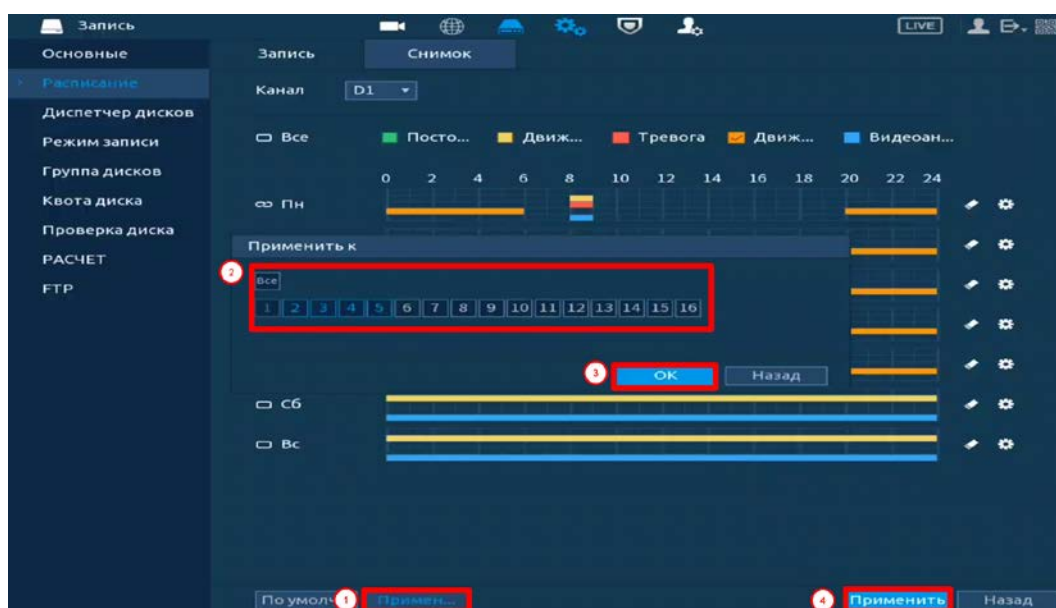 Запись LIVE
Основные Запись Снимок
Расписание
Канал D1
Диспетчер дисков
Режим записи Все Посто... Движ... Тревога Движ... Видеоан...
Группа дисков
0 2 4 6 8 10 12 14 16 18 20 22 24
Квота диска Пн
Проверка диска
Применить к
РАСЧЕТ
2 Все
FTP
1 2 3 4 5 6 7 8 9 10 11 12 13 14 15 16
3 OK Назад
Сб
Вс
По умолч 1 Примен... 4 Применить Назад